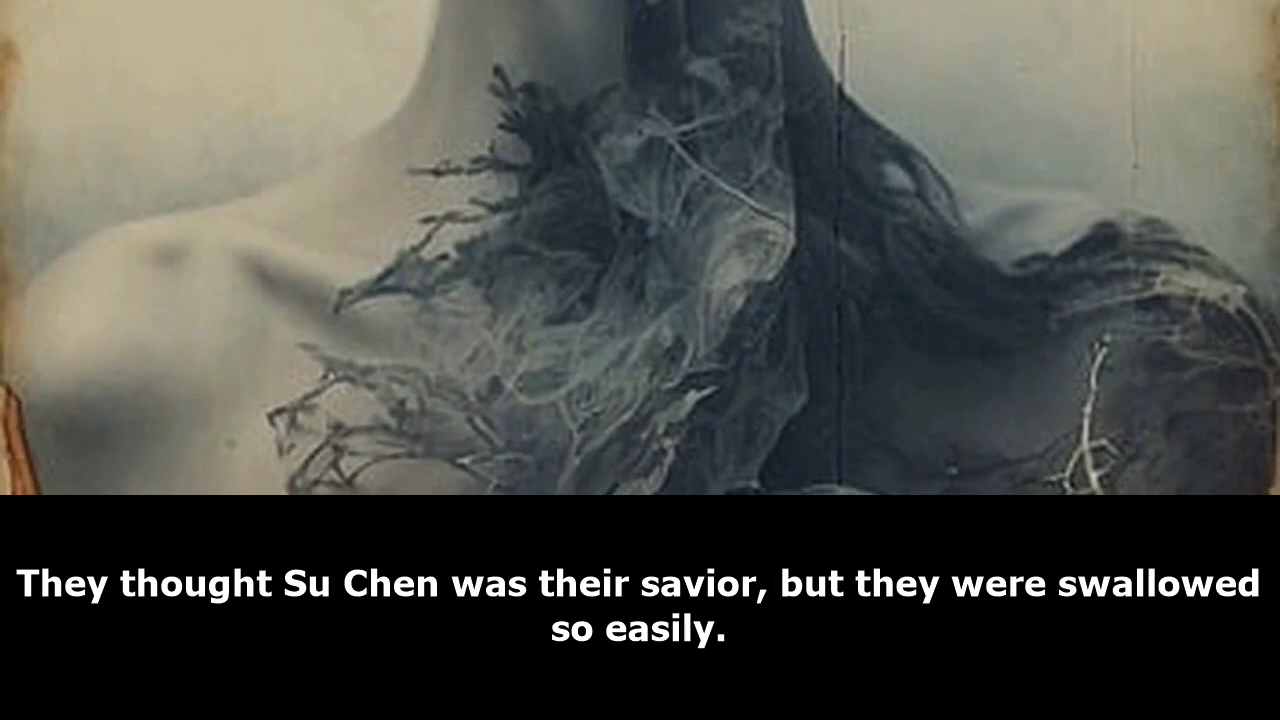 They thought Su Chen was their savior, but they were swallowed
so easily.